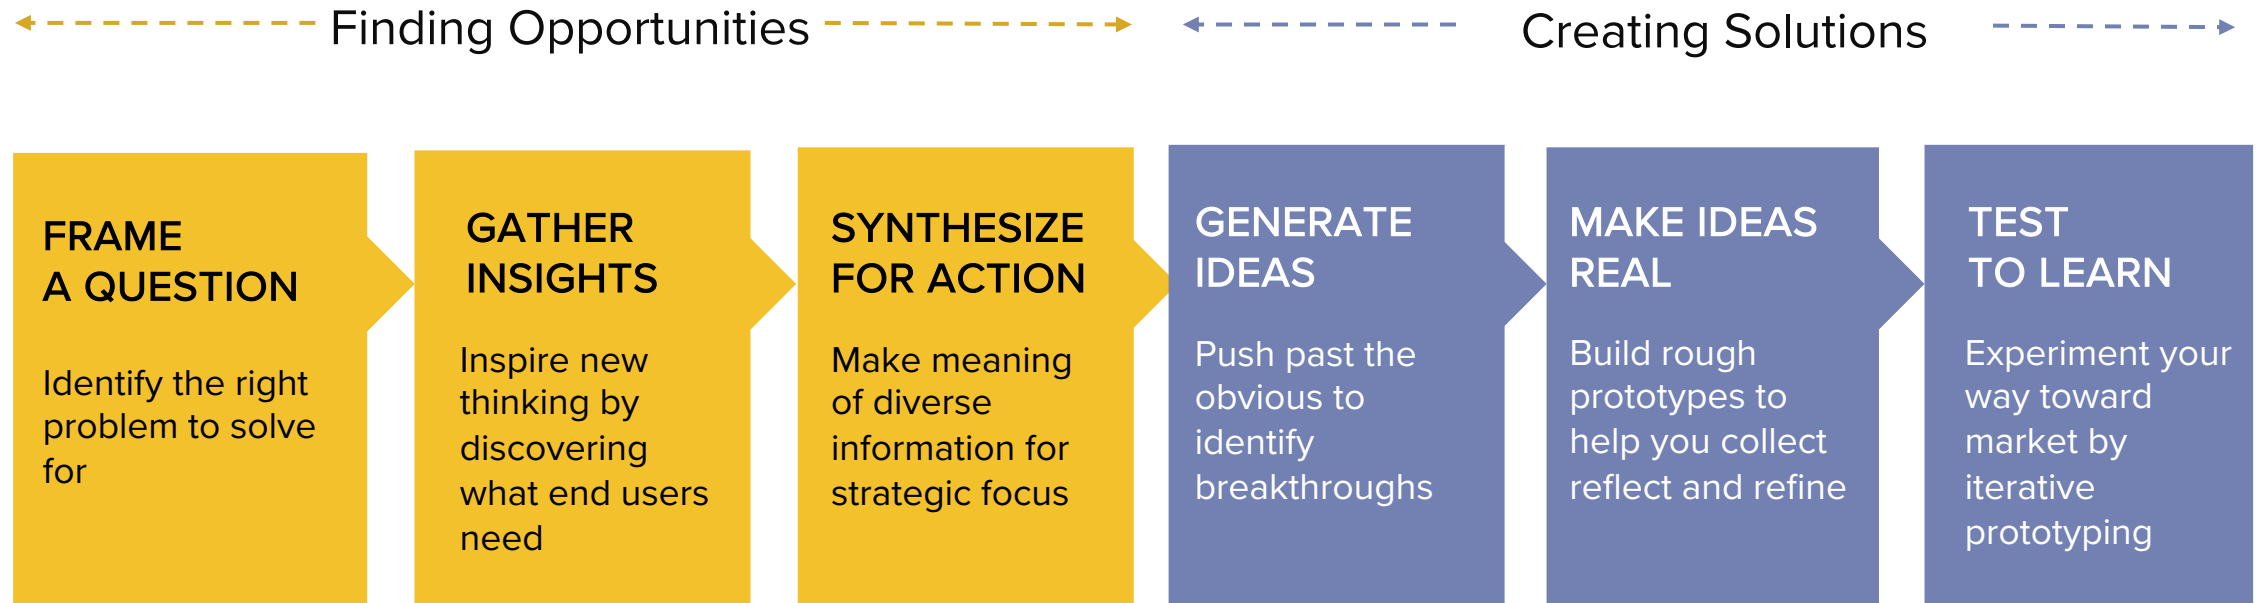 Finding Opportunities
Creating Solutions
FRAME
A QUESTION
Identify the right
problem to solve
for
GATHER
INSIGHTS
Inspire new
thinking by
discovering
what end users
need
SYNTHESIZE
FOR ACTION
Make meaning
of diverse
information for
strategic focus
GENERATE
IDEAS
Push past the
obvious to
identify
breakthroughs
MAKE IDEAS
REAL
Build rough
prototypes to
help you collect
reflect and refine
TEST
TO LEARN
Experiment your
way toward
market by
iterative
prototyping